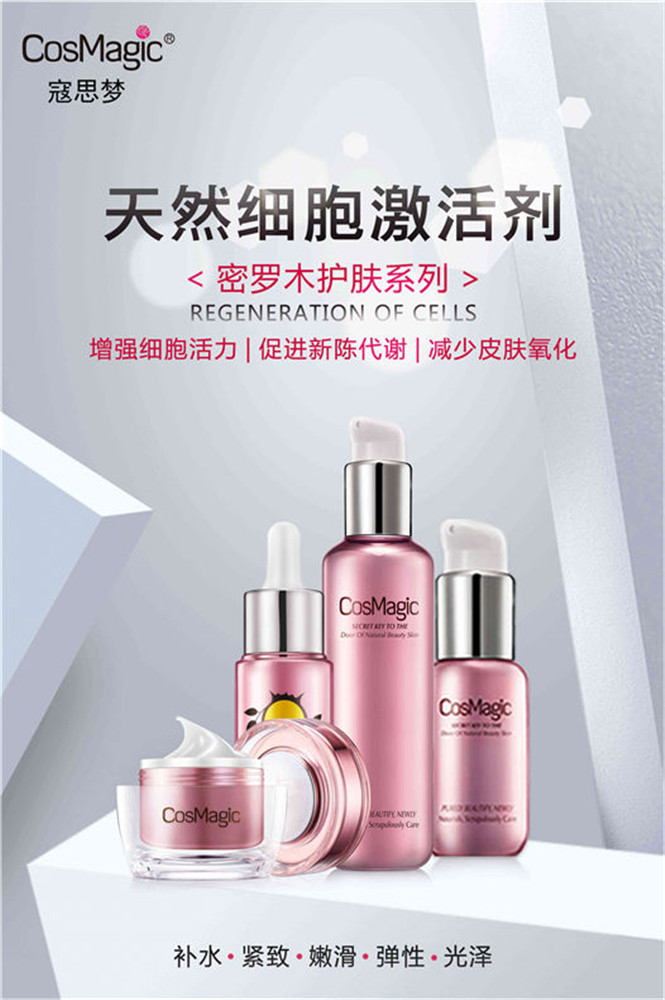 CosMagic®
寇思梦
天然细胞激活剂
< 密罗木护肤系列 >
REGENERATION OF CELLS
增强细胞活力 | 促进新陈代谢 | 减少皮肤氧化
CosMagic
SECRET KEY TO THE
Door Of Natural Beauty Skin
BEAUTIFY, NEWLY
Scrupulously Care
CosMagic
SECRET KEY TO THE
Door Of Natural Beauty Skin
PURELY BEAUTIFY, NEWLY
Nourish, Scrupulously Care
CosMagic
补水•紧致•嫩滑•弹性•光泽